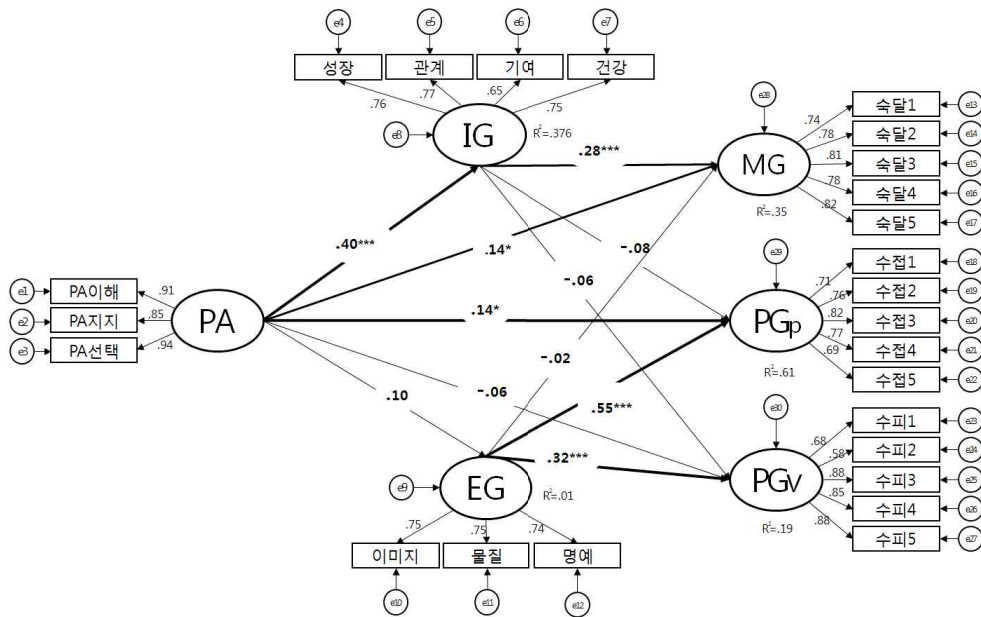 e4
e5
e6
e7
성장
관계
기여
건강
.76
.77
.65
.75
e8
IG
R²=.376
e28
MG
R²=.35
.74
.78
.81
.78
.82
숙달1
숙달2
숙달3
숙달4
숙달5
e13
e14
e15
e16
e17
.28***
.40***
.14*
-.08
-.06
e1
e2
e3
PA이해
PA지지
PA선택
.91
.85
.94
PA
.14*
-.02
.10
-.06
.55***
.32***
e29
PGp
R²=.61
.71
.76
.82
.77
.69
수접1
수접2
수접3
수접4
수접5
e18
e19
e20
e21
e22
e30
PGv
R²=.19
.68
.58
.88
.85
.88
수피1
수피2
수피3
수피4
수피5
e23
e24
e25
e26
e27
e9
EG
R²=.01
.75
.75
.74
이미지
물질
명예
e10
e11
e12